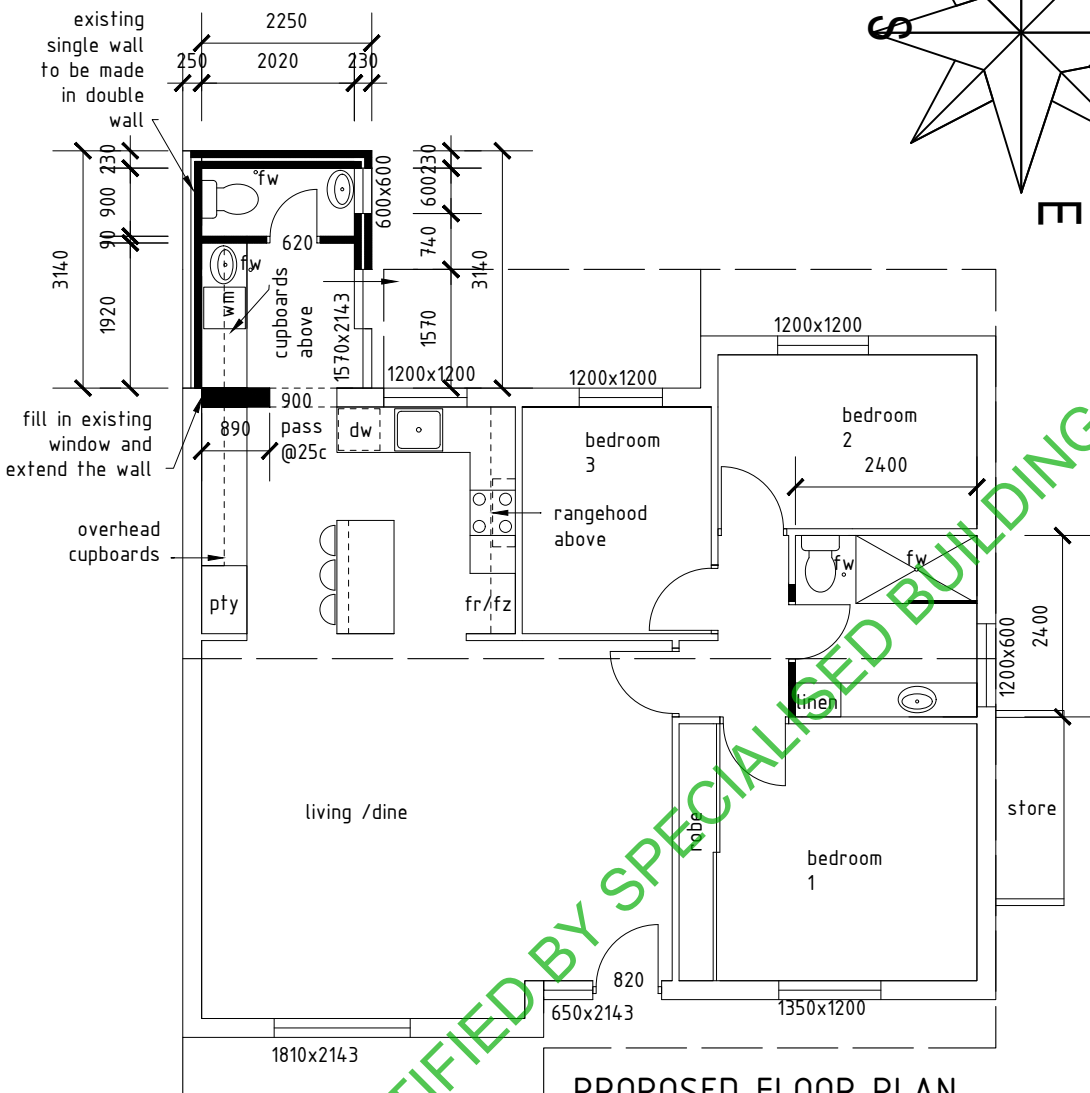 existing
single wall
to be made
in double
wall
2250
250
2020
230
S
E
230
900
90
1920
3140
fw
600x600
230
600
740
1570
3140
620
fw
wm
cupboards
above
1570x2143
1200x1200
1200x1200
1200x1200
fill in existing
window and
extend the wall
890
900
pass
@25c
dw
bedroom
3
bedroom
2
2400
overhead
cupboards
rangehood
above
pty
fr/fz
fw
fw
1200x600
2400
linen
living /dine
robe
bedroom
1
store
820
650x2143
1350x1200
1810x2143
PROPOSED FLOOR PLAN
TIFIED BY SPECIALISED BUILDING